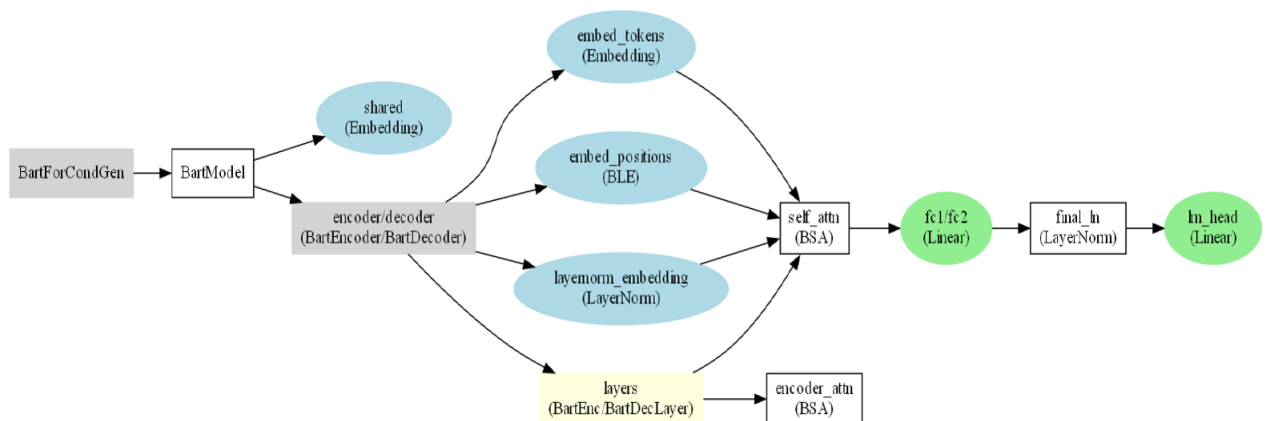 BartForCondGen
BartModel
shared
(Embedding)
encoder/decoder
(BartEncoder/BartDecoder)
embed_tokens
(Embedding)
embed_positions
(BLE)
layernorm_embedding
(LayerNorm)
layers
(BartEnc/BartDecLayer)
self_attn
(BSA)
encoder_attn
(BSA)
fc1/fc2
(Linear)
final_ln
(LayerNorm)
lm_head
(Linear)